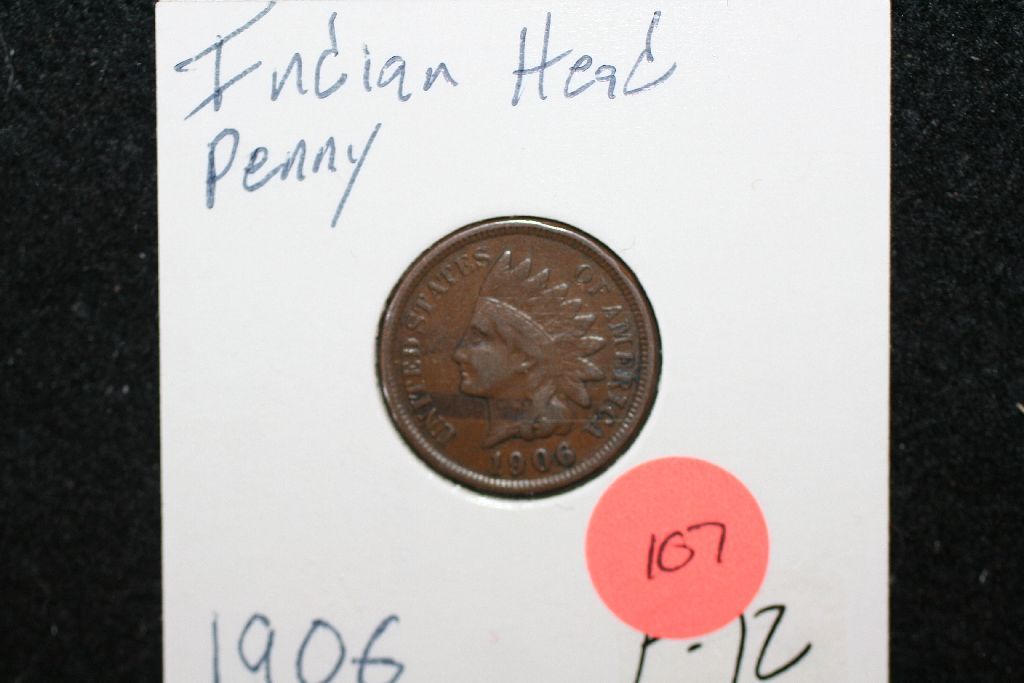 Indian Head
Penny
UNITED STATES OF AMERICA
1906
107
1906
F-12